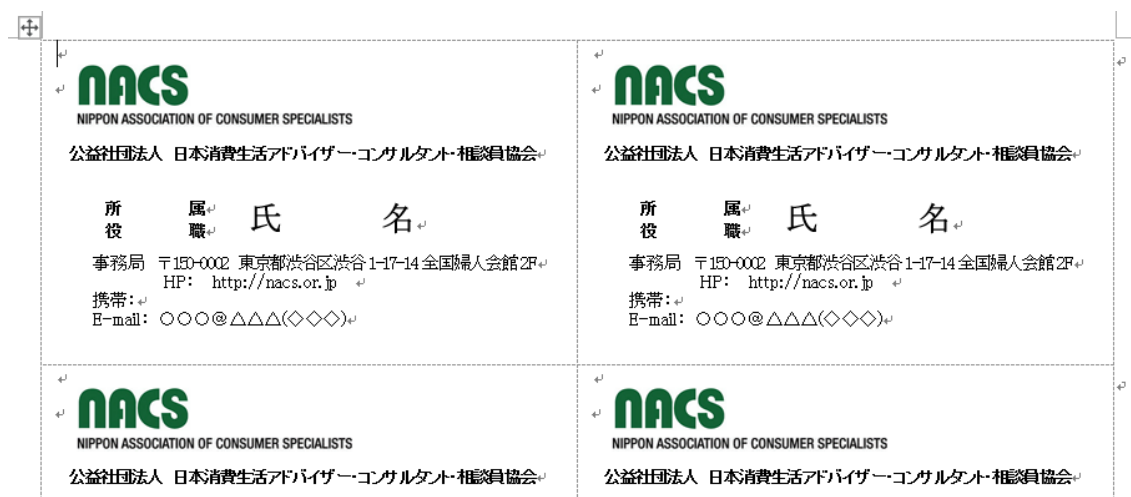 NACS
NIPPON ASSOCIATION OF CONSUMER SPECIALISTS
公益社団法人 日本消費生活アドバイザー・コンサルタント・相談員協会
所 属
役 職
氏 名
事務局 〒150-0002 東京都渋谷区渋谷1-17-14全国婦人会館2F
HP: http://nacs.or.jp
携帯:
E-mail: ○○○@△△△(◇◇◇)
NACS
NIPPON ASSOCIATION OF CONSUMER SPECIALISTS
公益社団法人 日本消費生活アドバイザー・コンサルタント・相談員協会
所 属
役 職
氏 名
事務局 〒150-0002 東京都渋谷区渋谷1-17-14全国婦人会館2F
HP: http://nacs.or.jp
携帯:
E-mail: ○○○@△△△(◇◇◇)
NACS
NIPPON ASSOCIATION OF CONSUMER SPECIALISTS
公益社団法人 日本消費生活アドバイザー・コンサルタント・相談員協会
NACS
NIPPON ASSOCIATION OF CONSUMER SPECIALISTS
公益社団法人 日本消費生活アドバイザー・コンサルタント・相談員協会